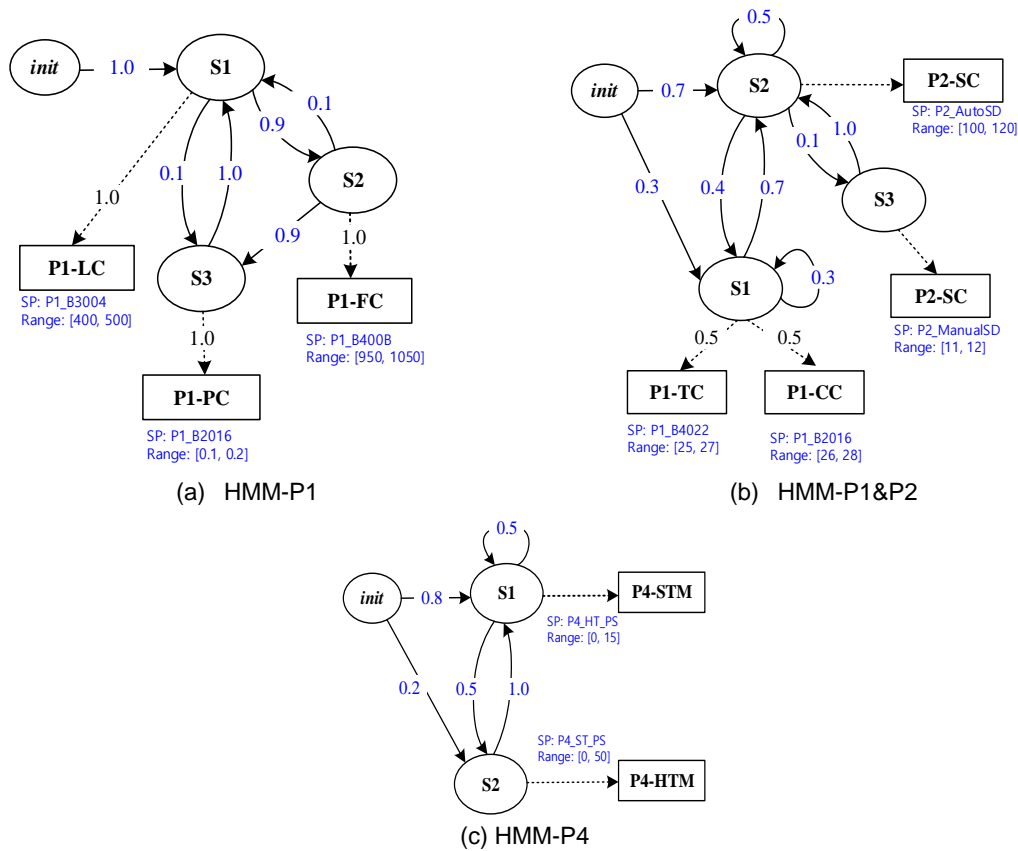 init
1.0
S1
0.1
0.9
0.1
1.0
S2
1.0
0.9
1.0
P1-LC
SP: P1_B3004
Range: [400, 500]
S3
P1-FC
SP: P1_B400B
Range: [950, 1050]
1.0
P1-PC
SP: P1_B2016
Range: [0.1, 0.2]
(a) HMM-P1
0.5
init
0.7
S2
P2-SC
SP: P2_AutoSD
Range: [100, 120]
0.1
1.0
0.3
0.4
0.7
S3
S1
0.3
P2-SC
SP: P2_ManualSD
Range: [11, 12]
0.5
0.5
P1-TC
P1-CC
SP: P1_B4022
Range: [25, 27]
SP: P1_B2016
Range: [26, 28]
(b) HMM-P1&P2
0.5
init
0.8
S1
P4-STM
SP: P4_HT_PS
Range: [0, 15]
0.2
0.5
1.0
SP: P4_ST_PS
Range: [0, 50]
S2
P4-HTM
(c) HMM-P4